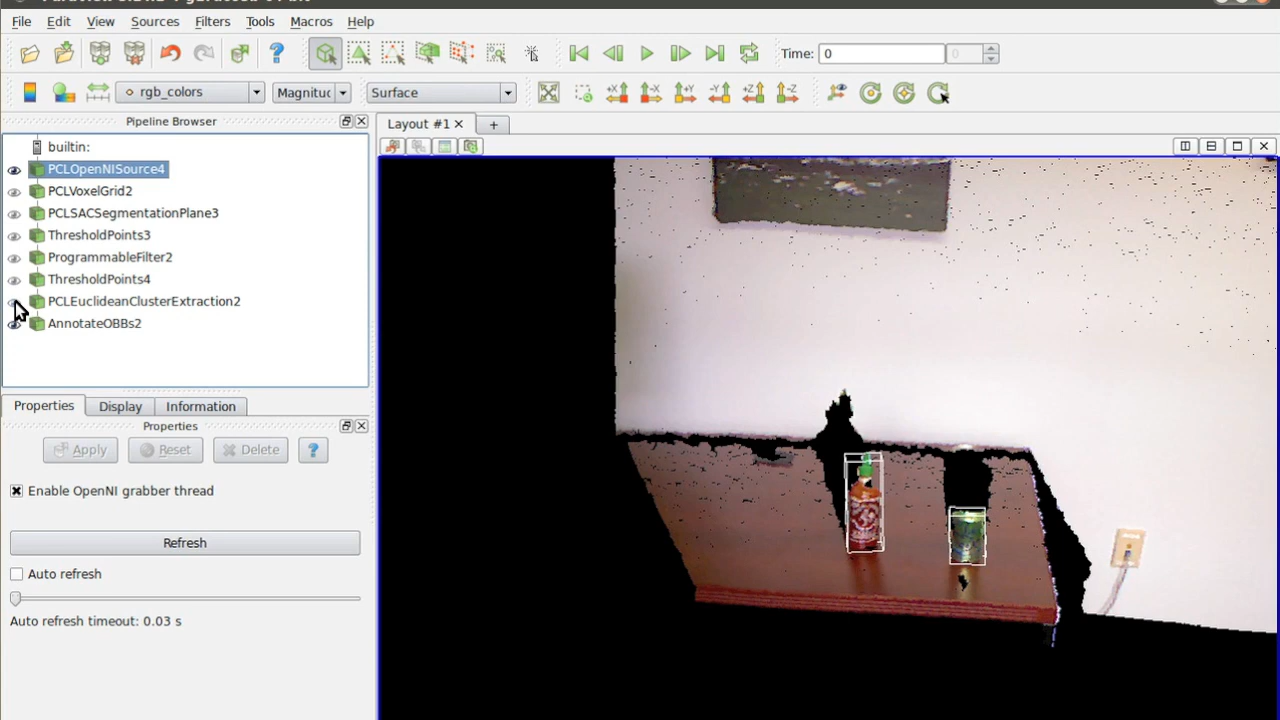 File Edit View Sources Filters Tools Macros Help
Time: 0 0
rgb_colors Magnituc Surface
Pipeline Browser
Layout #1
builtin:
PCLOpenNISource4
PCLVoxelGrid2
PCLSACSegmentationPlane3
ThresholdPoints3
ProgrammableFilter2
ThresholdPoints4
PCLEuclideanClusterExtraction2
AnnotateOBBs2
Properties Display Information
Properties
Apply Reset Delete ?
Enable OpenNI grabber thread
Refresh
Auto refresh
Auto refresh timeout: 0.03 s